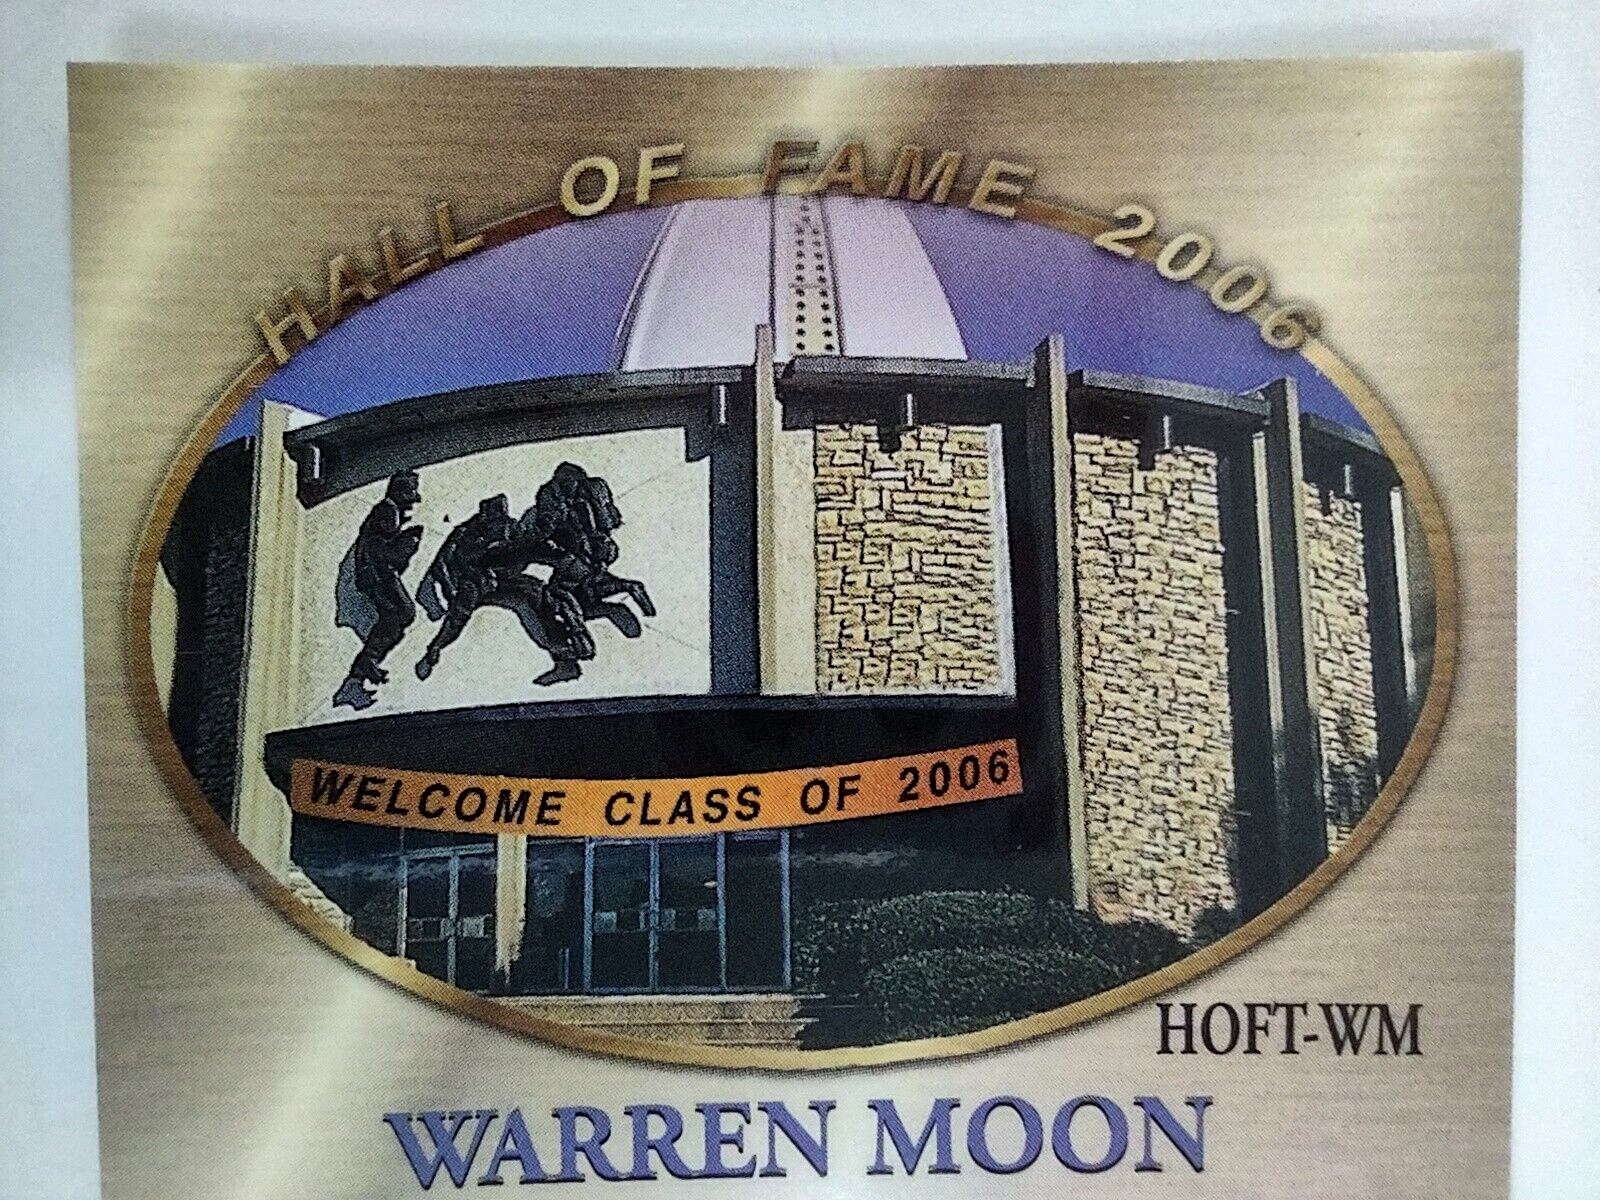 HALL OF FAME 2006
WELCOME CLASS OF 2006
HOFT-WM
WARREN MOON